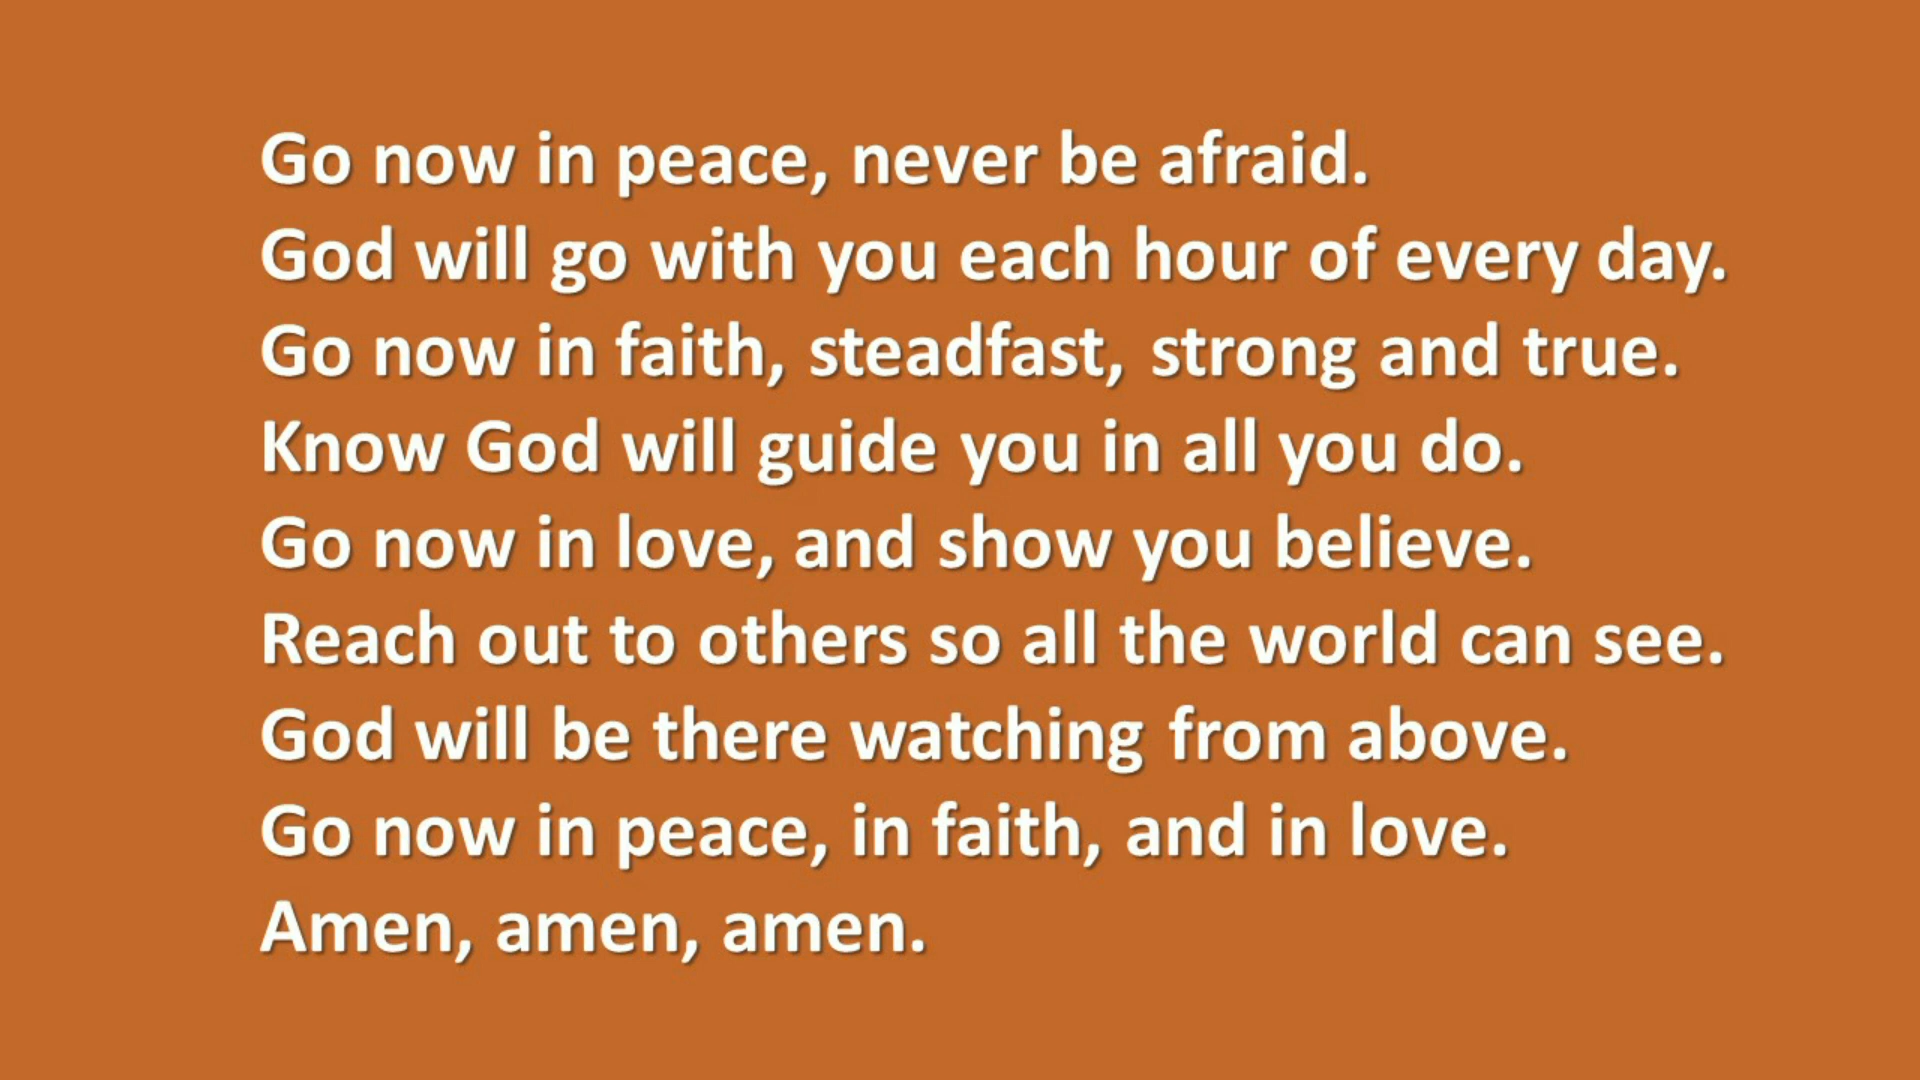 Go now in peace, never be afraid.
God will go with you each hour of every day.
Go now in faith, steadfast, strong and true.
Know God will guide you in all you do.
Go now in love, and show you believe.
Reach out to others so all the world can see.
God will be there watching from above.
Go now in peace, in faith, and in love.
Amen, amen, amen.